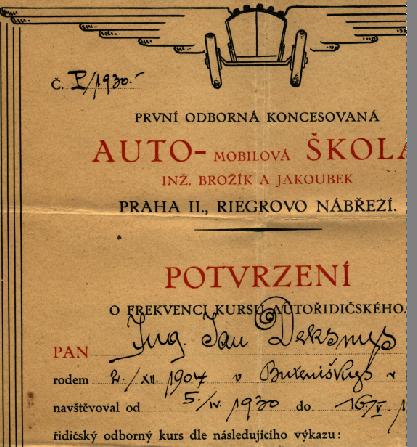 č. V/1930.-
PRVNÍ ODBORNÁ KONCESOVANÁ
AUTO- MOBILOVÁ ŠKOLA
INŽ. BROŽÍK A JAKOUBEK
PRAHA II., RIEGROVO NÁBŘEŽÍ.
POTVRZENÍ
O FREKVENCI KURSU AUTOŘIDIČSKÉHO.
PAN Ing. Jan
rodem 2/XII 1904 v
navštěvoval od 5/IV 1930 do 16/V
řidičský odborný kurs dle následujícího výkazu: